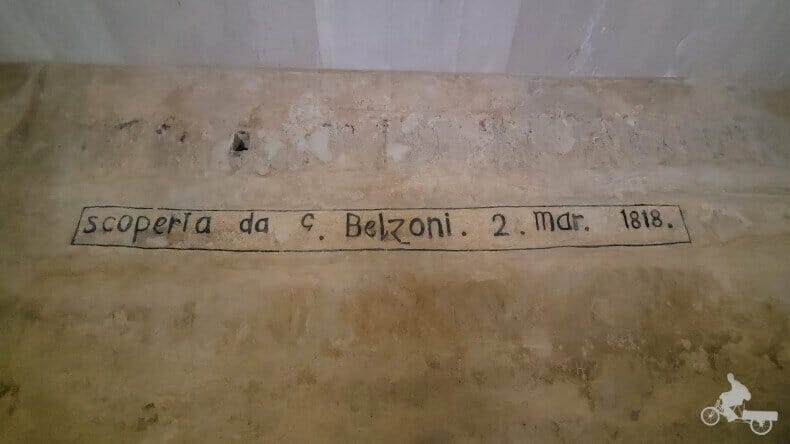 scoperta da G. Belzoni. 2. mar. 1818.